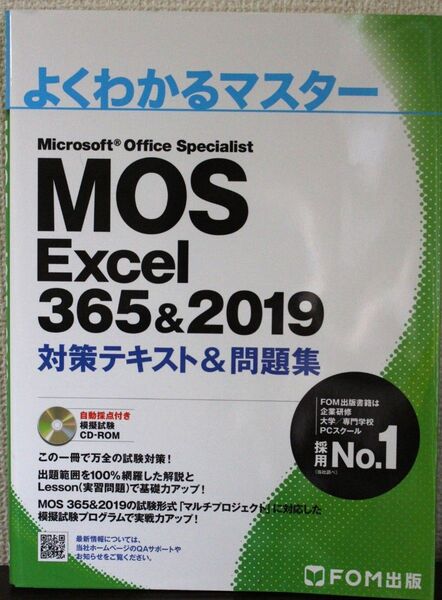 よくわかるマスター
Microsoft® Office Specialist
MOS
Excel
365&2019
対策テキスト&問題集
自動採点付き
模擬試験
CD-ROM
FOM出版書籍は
企業研修
大学/専門学校
PCスクール
採用 No.1
(当社調べ)
この一冊で万全の試験対策!
出題範囲を100%網羅した解説と
Lesson(実習問題)で基礎力アップ!
MOS 365&2019の試験形式「マルチプロジェクト」に対応した
模擬試験プログラムで実戦力アップ!
最新情報については、
当社ホームページのQAサポートや
お知らせをご覧ください。
FOM出版